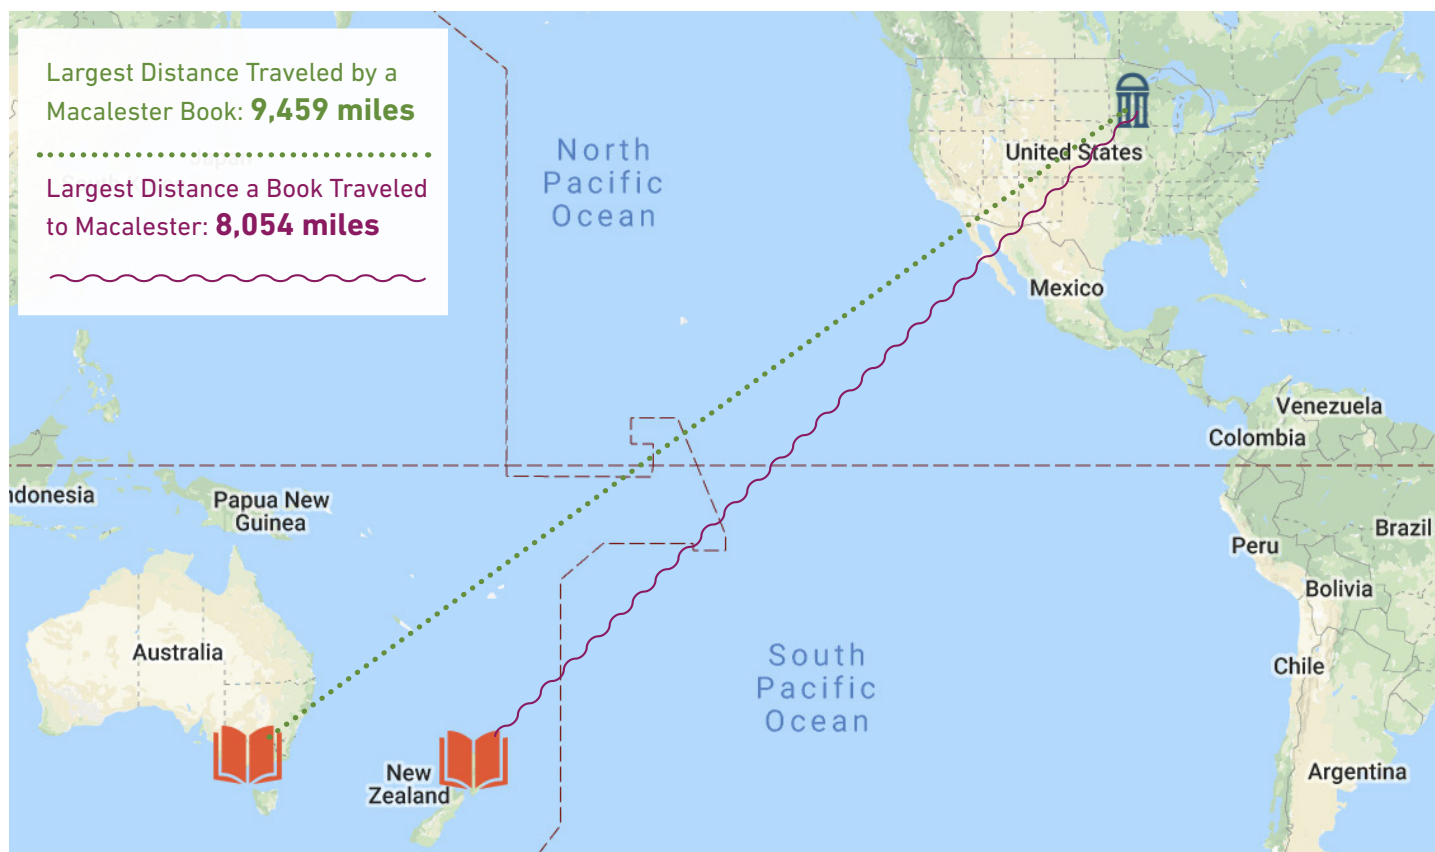 Largest Distance Traveled by a
Macalester Book: 9,459 miles
Largest Distance a Book Traveled
to Macalester: 8,054 miles
North
Pacific
Ocean
United States
Mexico
Venezuela
Colombia
ndonesia
Papua New
Guinea
Brazil
Peru
Bolivia
Australia
South
Pacific
Ocean
Chile
New
Zealand
Argentina